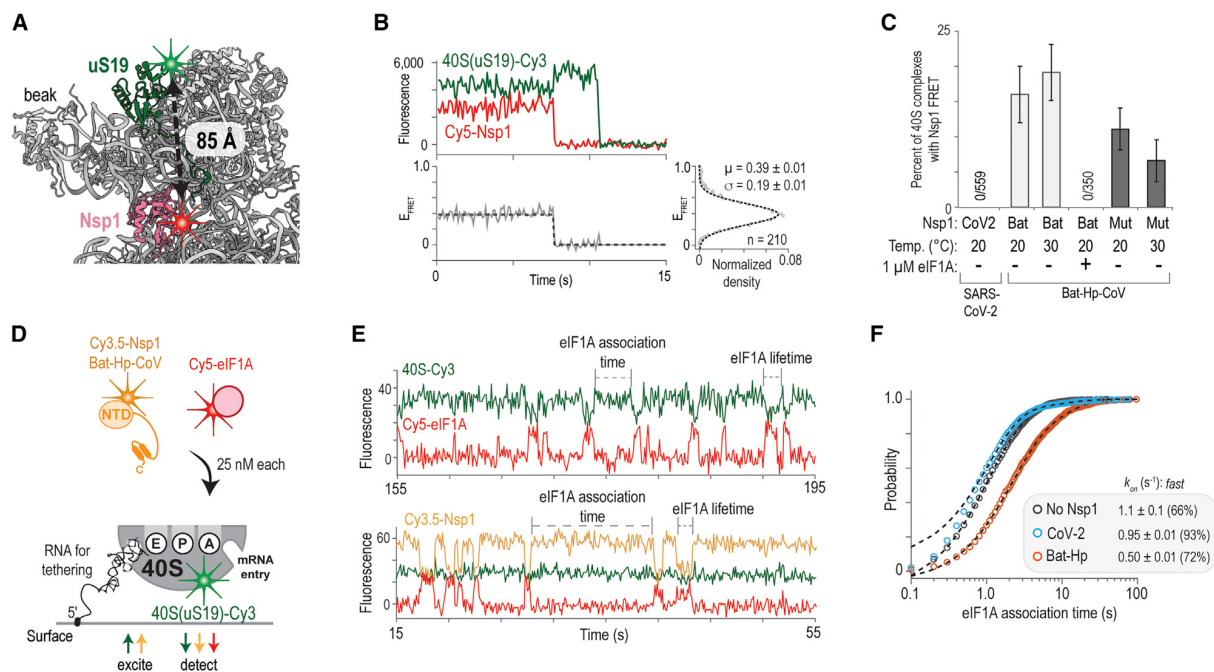 A
uS19
beak
85 Å
Nsp1
B
40S(uS19)-Cy3
6,000
Fluorescence
Cy5-Nsp1
0
1.0
E_FRET
0
0
Time (s)
15
μ = 0.39 ± 0.01
σ = 0.19 ± 0.01
1.0
E_FRET
0
n = 210
0
0.08
Normalized
density
C
Percent of 40S complexes
with Nsp1 FRET
25
0
0/559
0/350
Nsp1: CoV2 Bat Bat Bat Mut Mut
Temp. (°C): 20 20 30 20 20 30
1 µM eIF1A: - - - + - -
SARS-
CoV-2
Bat-Hp-CoV
D
Cy3.5-Nsp1
Bat-Hp-CoV
Cy5-eIF1A
NTD
C
25 nM each
RNA for
tethering
E P A
40S
mRNA
entry
5'
40S(uS19)-Cy3
Surface
excite
detect
E
eIF1A association
time
eIF1A lifetime
40S-Cy3
40
Fluorescence
Cy5-eIF1A
0
155
195
eIF1A association
time
eIF1A lifetime
Cy3.5-Nsp1
60
Fluorescence
0
15
Time (s)
55
F
1.0
Probability
0
k_on (s⁻¹): fast
No Nsp1 1.1 ± 0.1 (66%)
CoV-2 0.95 ± 0.01 (93%)
Bat-Hp 0.50 ± 0.01 (72%)
0.1 1.0 10 100
eIF1A association time (s)